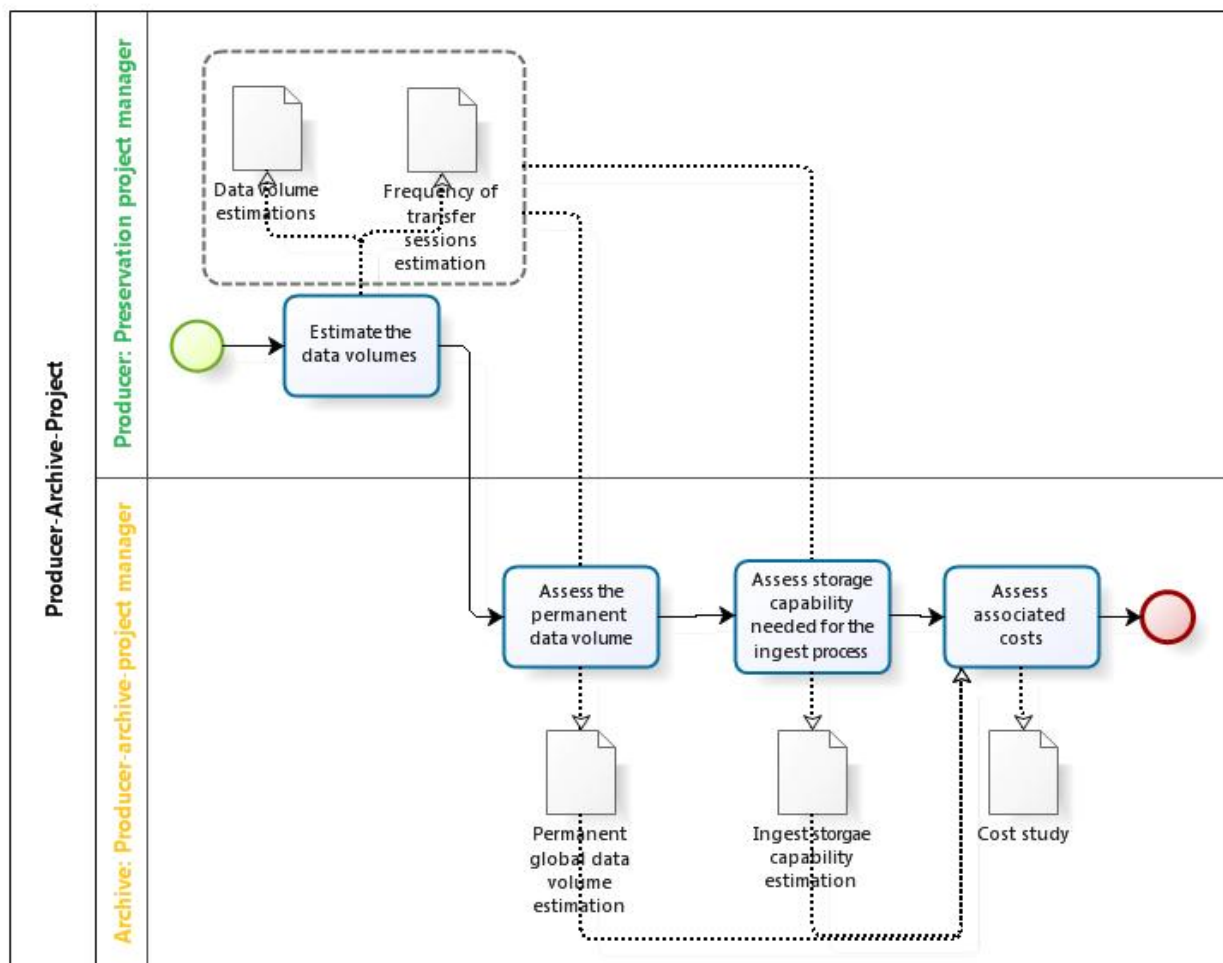 Producer-Archive-Project
Producer: Preservation project manager
Data volume
estimations
Frequency of
transfer
sessions
estimation
Estimate the
data volumes
Archive: Producer-archive-project manager
Assess the
permanent
data volume
Assess storage
capability
needed for the
ingest process
Assess
associated
costs
Permanent
global data
volume
estimation
Ingest storgae
capability
estimation
Cost study